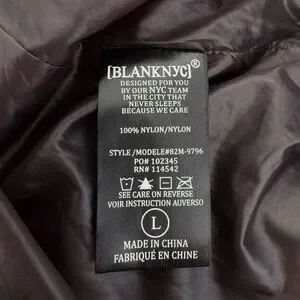 [BLANKNYC]®
DESIGNED FOR YOU
BY OUR NYC TEAM
IN THE CITY THAT
NEVER SLEEPS
BECAUSE WE CARE
100% NYLON/NYLON
STYLE/MODELE#82M-9796
PO# 102345
RN# 114542
SEE CARE ON REVERSE
VOIR INSTRUCTION AUVERSO
L
MADE IN CHINA
FABRIQUÉ EN CHINE